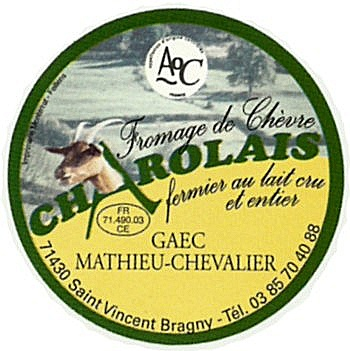 AoC
Fromage de Chèvre
CHAROLAIS
fermier au lait cru
et entier
FR
71.490.03
CE
GAEC
MATHIEU-CHEVALIER
71430 Saint Vincent Bragny - Tél. 03 85 70 40 88